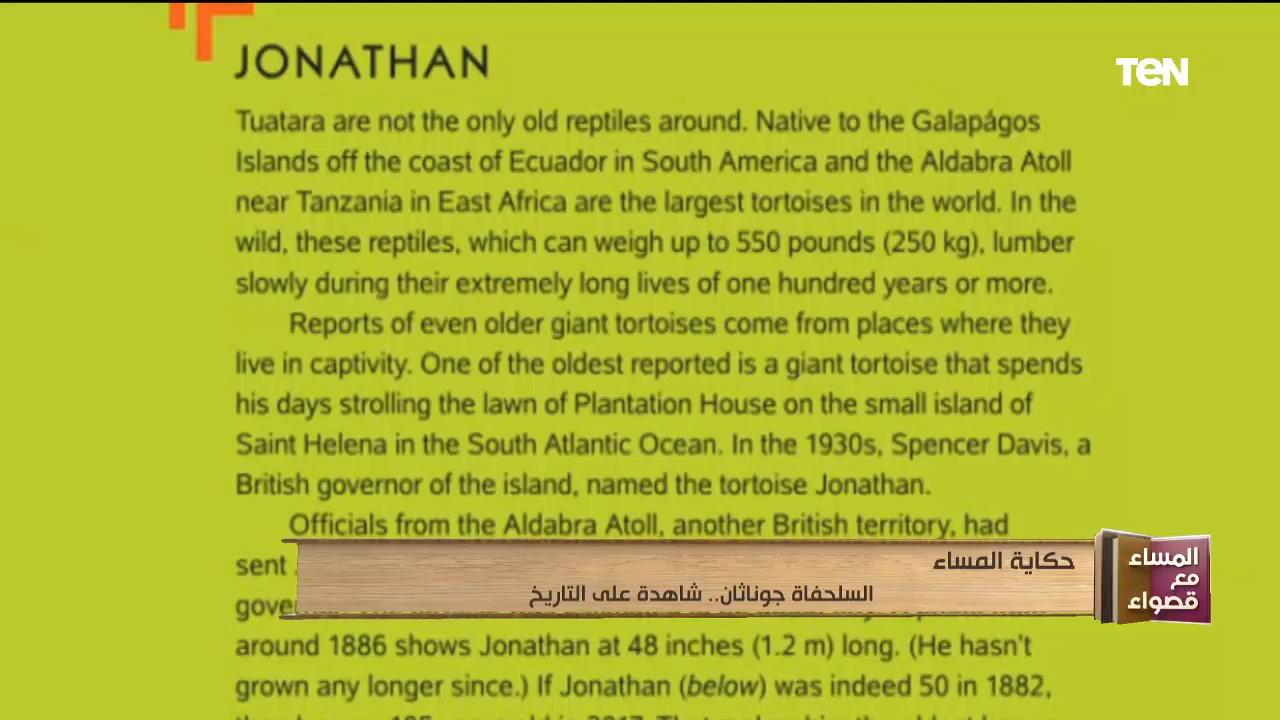 JONATHAN
TEN
Tuatara are not the only old reptiles around. Native to the Galapágos
Islands off the coast of Ecuador in South America and the Aldabra Atoll
near Tanzania in East Africa are the largest tortoises in the world. In the
wild, these reptiles, which can weigh up to 550 pounds (250 kg), lumber
slowly during their extremely long lives of one hundred years or more.
Reports of even older giant tortoises come from places where they
live in captivity. One of the oldest reported is a giant tortoise that spends
his days strolling the lawn of Plantation House on the small island of
Saint Helena in the South Atlantic Ocean. In the 1930s, Spencer Davis, a
British governor of the island, named the tortoise Jonathan.
Officials from the Aldabra Atoll, another British territory, had
sent
حكاية المساء
السلحفاة جوناثان.. شاهدة على التاريخ
المساء
مع
قصواء
around 1886 shows Jonathan at 48 inches (1.2 m) long. (He hasn't
grown any longer since.) If Jonathan (below) was indeed 50 in 1882,